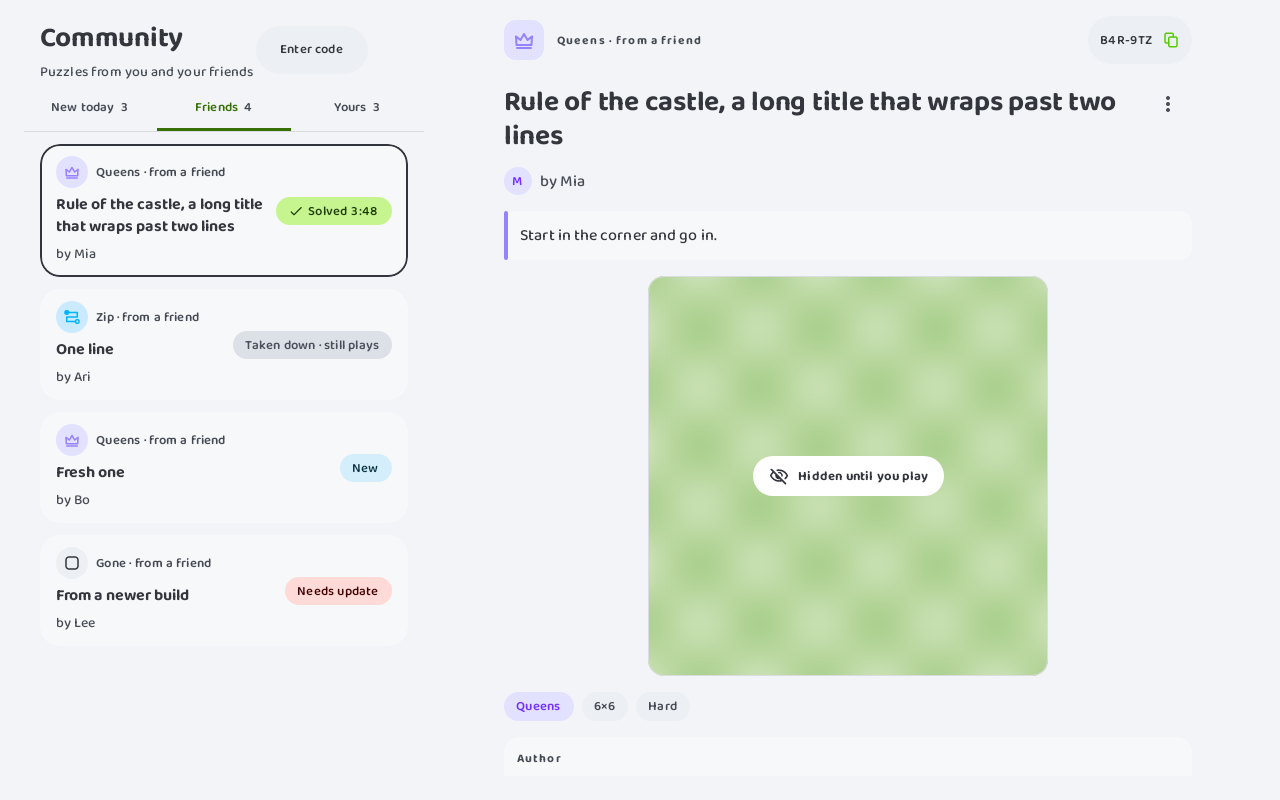 Community
Enter code
Puzzles from you and your friends
New today 3
Friends 4
Yours 3
Queens · from a friend
Rule of the castle, a long title
that wraps past two lines
Solved 3:48
by Mia
Zip · from a friend
One line
Taken down · still plays
by Ari
Queens · from a friend
Fresh one
New
by Bo
Gone · from a friend
From a newer build
Needs update
by Lee
Queens · from a friend
B4R-9TZ
Rule of the castle, a long title that wraps past two
lines
M by Mia
Start in the corner and go in.
Hidden until you play
Queens
6×6
Hard
Author